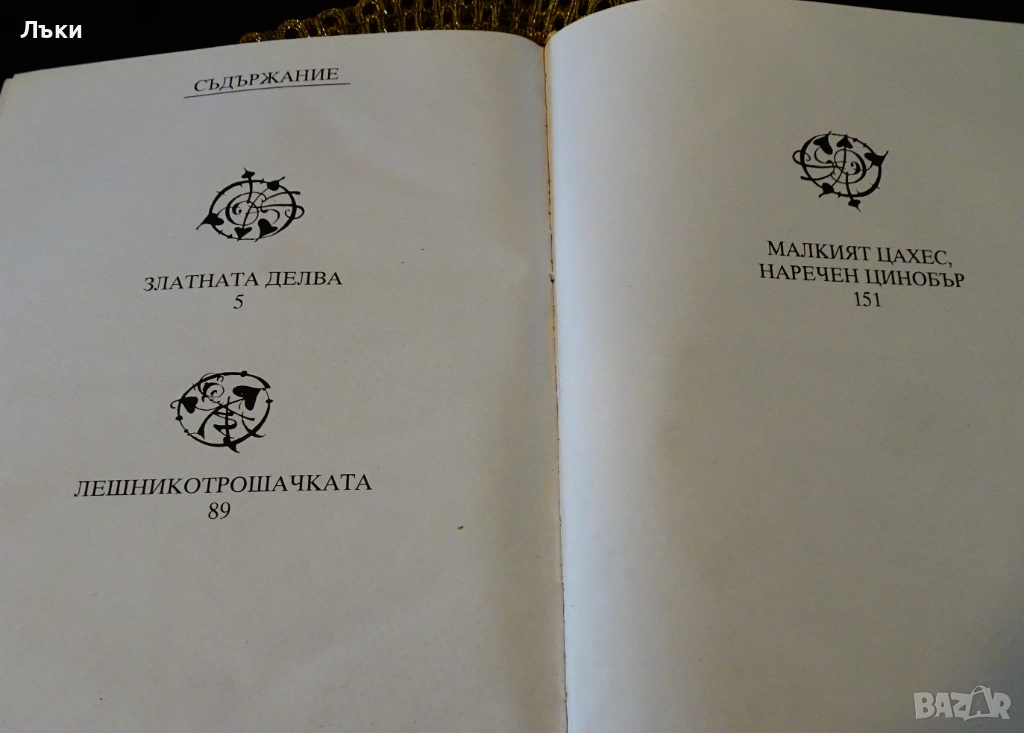 Лъки
СЪДЪРЖАНИЕ
ЗЛАТНАТА ДЕЛВА
5
ЛЕШНИКОТРОШАЧКАТА
89
МАЛКИЯТ ЦАХЕС,
НАРЕЧЕН ЦИНОБЪР
151
BAZAR